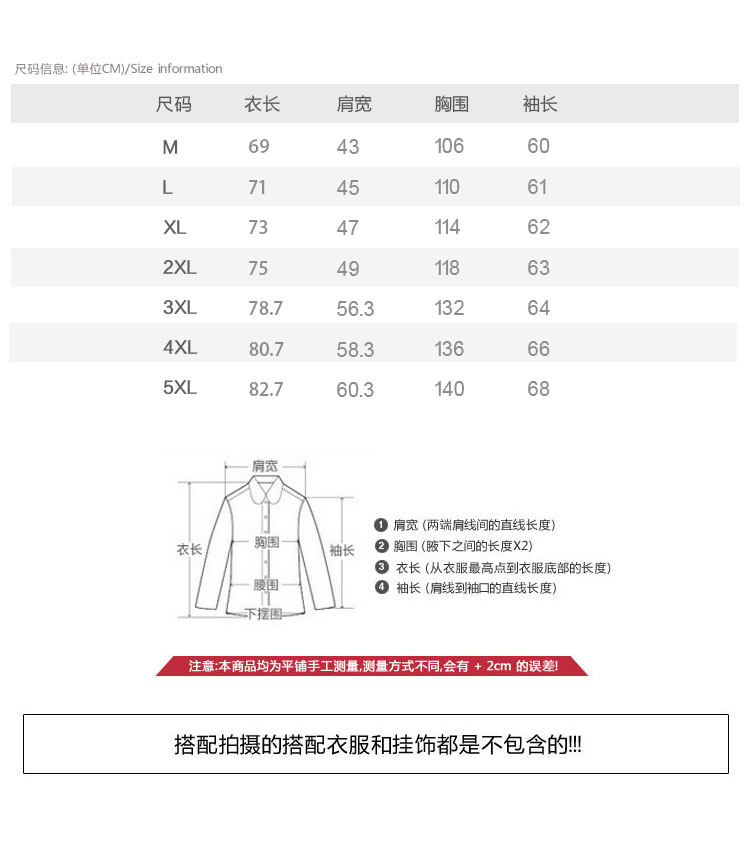 尺码信息: (单位CM)/Size information
尺码 衣长 肩宽 胸围 袖长
M 69 43 106 60
L 71 45 110 61
XL 73 47 114 62
2XL 75 49 118 63
3XL 78.7 56.3 132 64
4XL 80.7 58.3 136 66
5XL 82.7 60.3 140 68
肩宽
衣长
胸围
袖长
腰围
下摆围
1 肩宽 (两端肩线间的直线长度)
2 胸围 (腋下之间的长度X2)
3 衣长 (从衣服最高点到衣服底部的长度)
4 袖长 (肩线到袖口的直线长度)
注意:本商品均为平铺手工测量,测量方式不同,会有 + 2cm 的误差!
搭配拍摄的搭配衣服和挂饰都是不包含的!!!